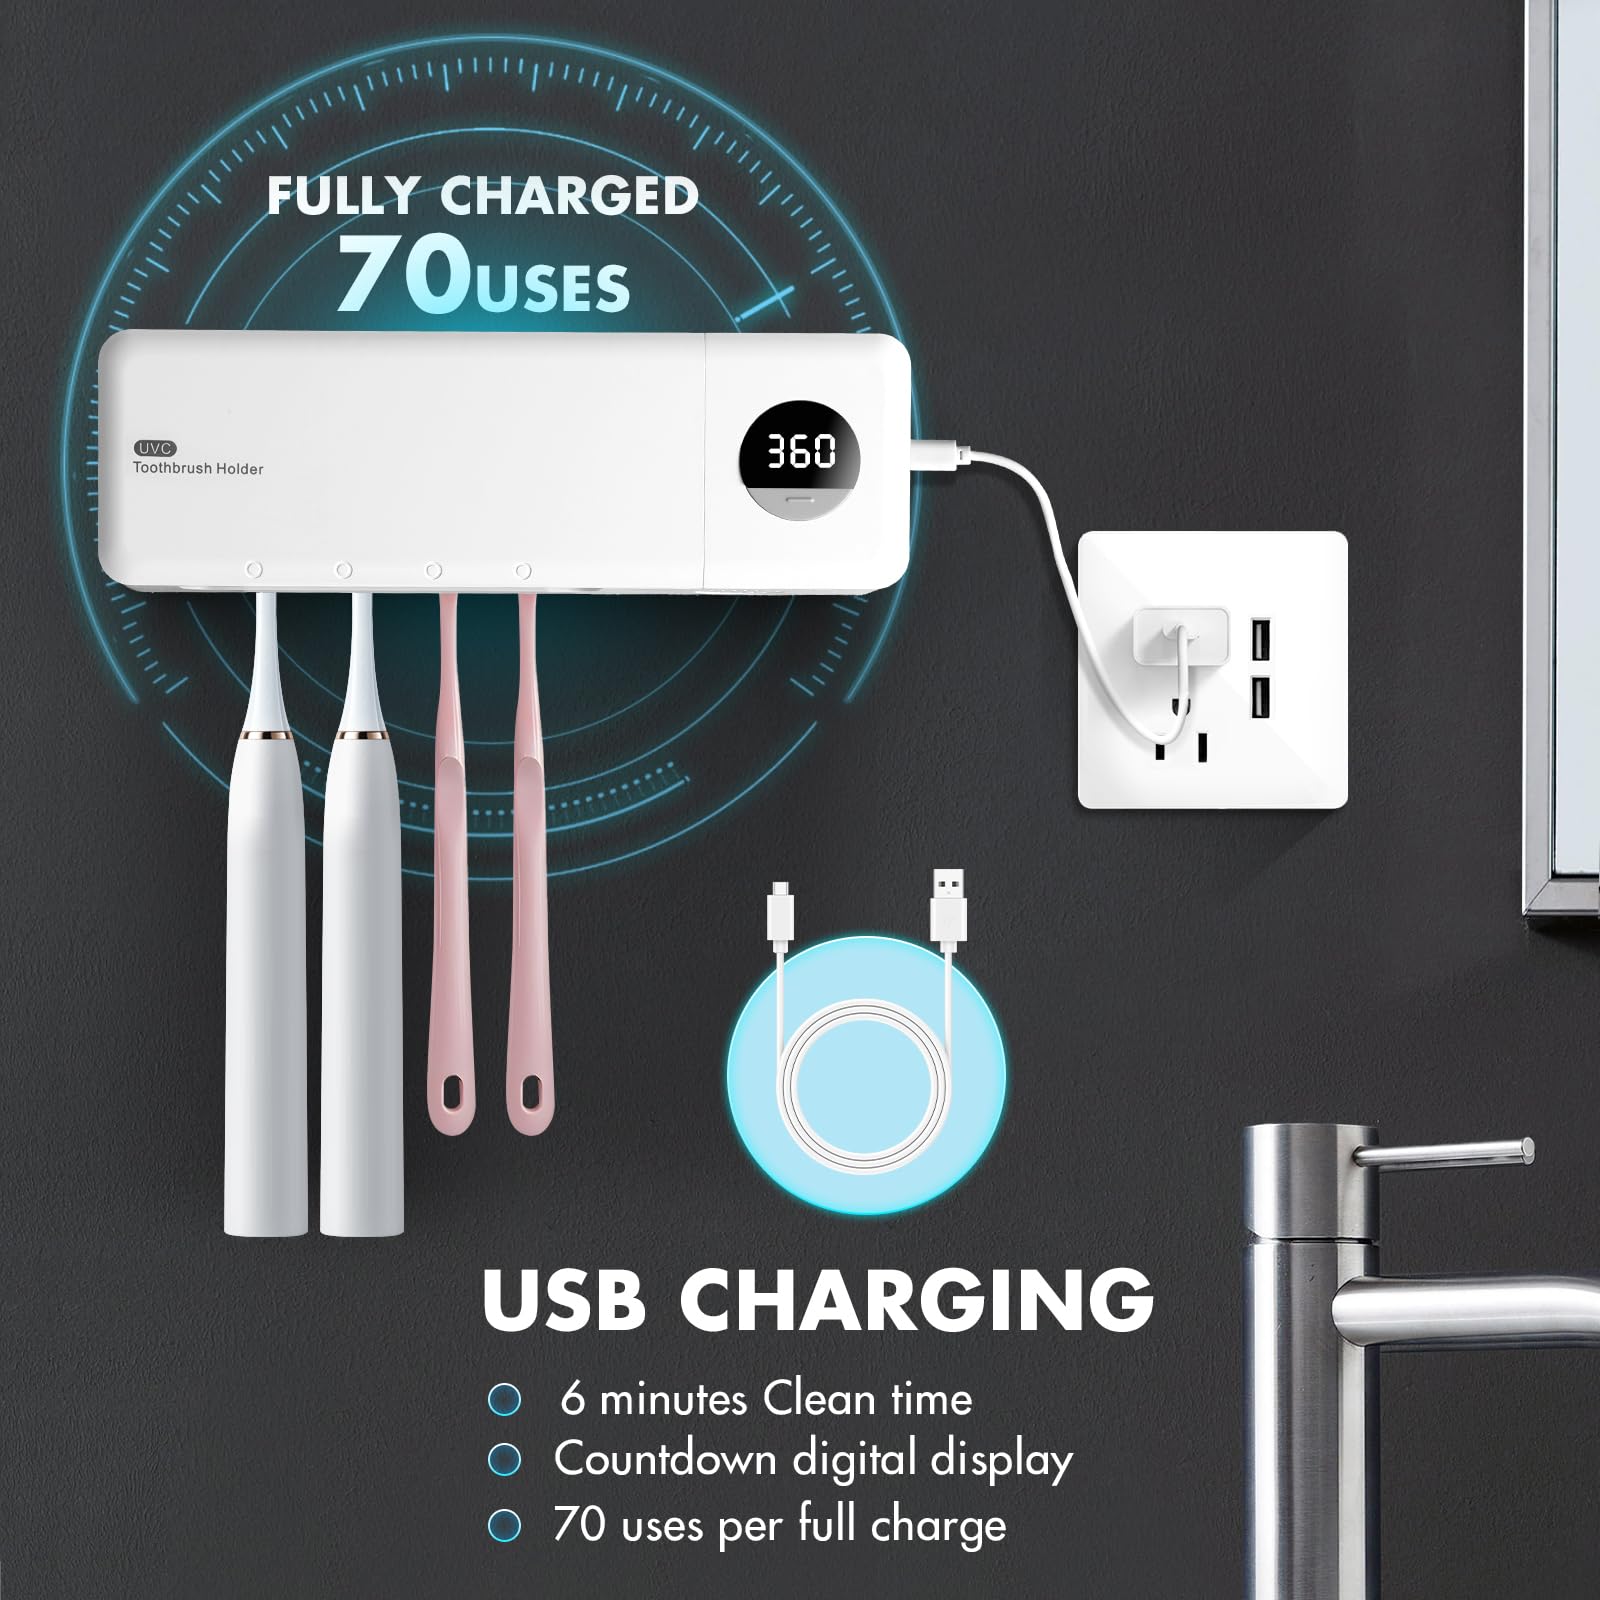 FULLY CHARGED
70USES
UVC
Toothbrush Holder
360
USB CHARGING
6 minutes Clean time
Countdown digital display
70 uses per full charge